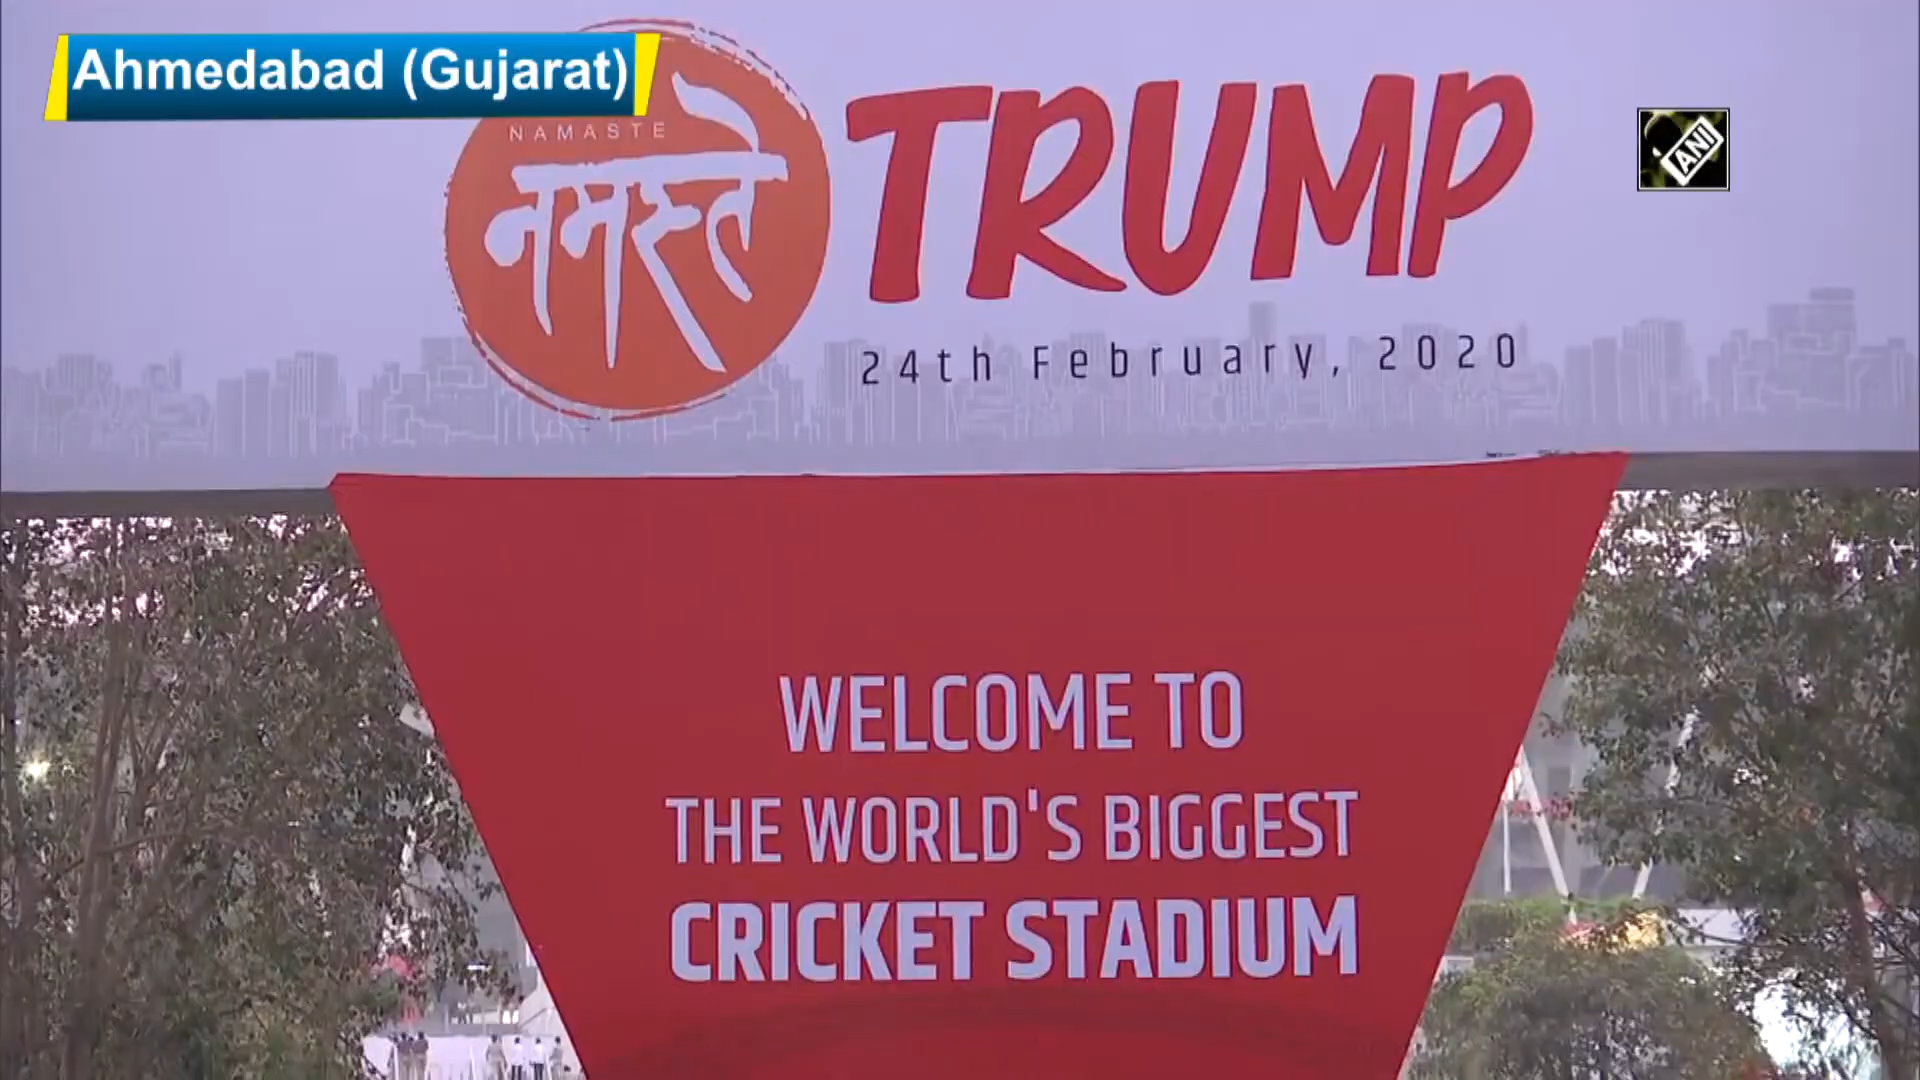 Ahmedabad (Gujarat)
NAMASTE
नमस्ते
TRUMP
24th February, 2020
ANI
WELCOME TO
THE WORLD'S BIGGEST
CRICKET STADIUM